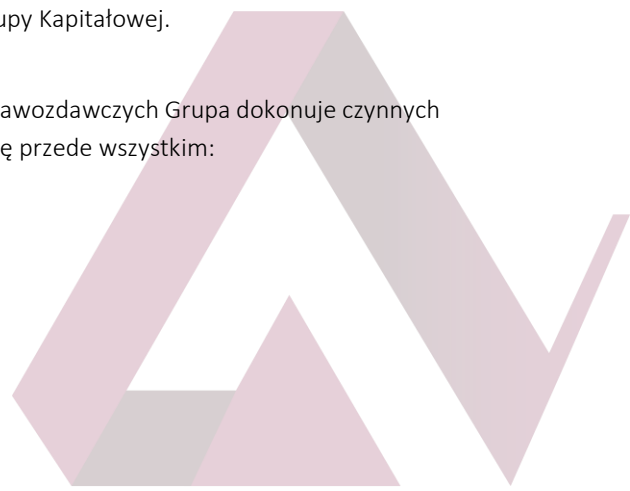 upy Kapitałowej.
awozdawczych Grupa dokonuje czynnych
ę przede wszystkim: